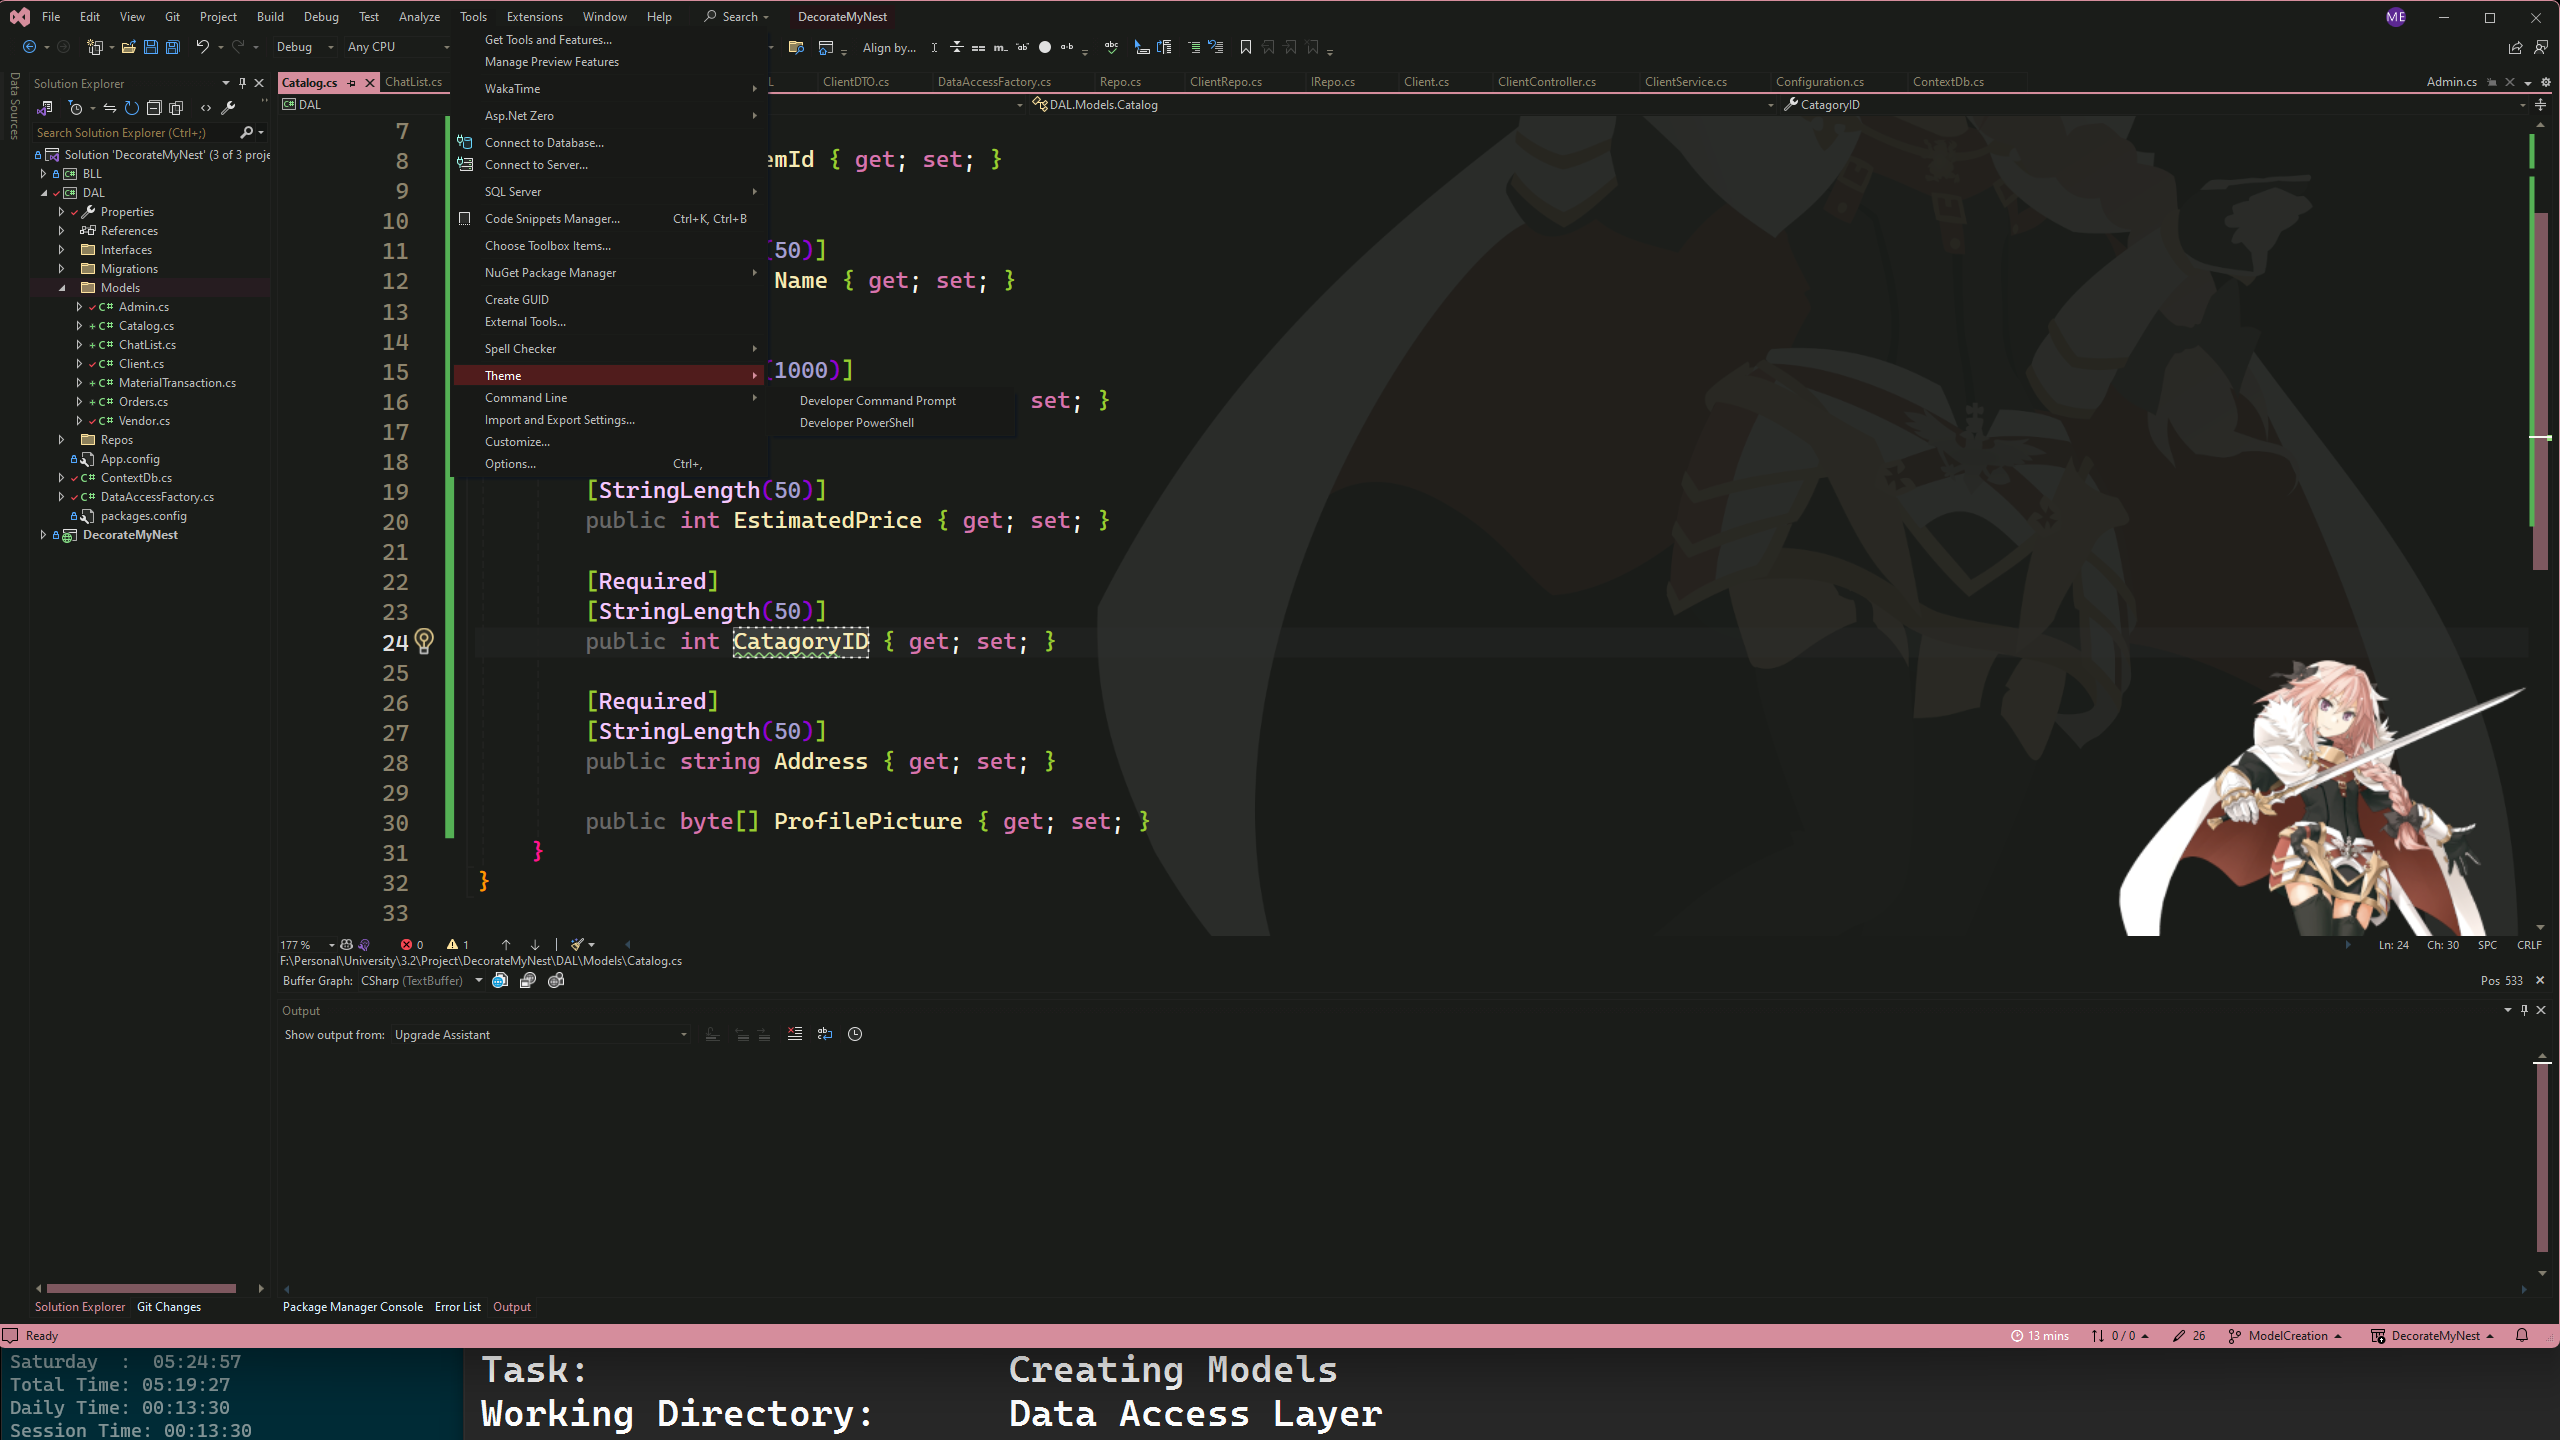 File Edit View Git Project Build Debug Test Analyze Tools Extensions Window Help Search DecorateMyNest ME
Debug Any CPU Align by...
Data Sources
Solution Explorer
Search Solution Explorer (Ctrl+;)
Solution 'DecorateMyNest' (3 of 3 proje
BLL
DAL
Properties
References
Interfaces
Migrations
Models
Admin.cs
Catalog.cs
ChatList.cs
Client.cs
MaterialTransaction.cs
Orders.cs
Vendor.cs
Repos
App.config
ContextDb.cs
DataAccessFactory.cs
packages.config
DecorateMyNest
Solution Explorer Git Changes
Get Tools and Features...
Manage Preview Features
WakaTime
Asp.Net Zero
Connect to Database...
Connect to Server...
SQL Server
Code Snippets Manager... Ctrl+K, Ctrl+B
Choose Toolbox Items...
NuGet Package Manager
Create GUID
External Tools...
Spell Checker
Theme
Command Line
Import and Export Settings...
Customize...
Options... Ctrl+,
Developer Command Prompt
Developer PowerShell
Catalog.cs ChatList.cs ClientDTO.cs DataAccessFactory.cs Repo.cs ClientRepo.cs IRepo.cs Client.cs ClientController.cs ClientService.cs Configuration.cs ContextDb.cs Admin.cs
DAL DAL.Models.Catalog CatagoryID
7
8 emId { get; set; }
9
10
11 50)]
12 Name { get; set; }
13
14
15 (1000)]
16 set; }
17
18
19 [StringLength(50)]
20 public int EstimatedPrice { get; set; }
21
22 [Required]
23 [StringLength(50)]
24 public int CatagoryID { get; set; }
25
26 [Required]
27 [StringLength(50)]
28 public string Address { get; set; }
29
30 public byte[] ProfilePicture { get; set; }
31 }
32 }
33
177 % 0 1 Ln: 24 Ch: 30 SPC CRLF
F:\Personal\University\3.2\Project\DecorateMyNest\DAL\Models\Catalog.cs
Buffer Graph: CSharp (TextBuffer) Pos 533
Output
Show output from: Upgrade Assistant
Package Manager Console Error List Output
Ready 13 mins 0 / 0 26 ModelCreation DecorateMyNest
Saturday : 05:24:57
Total Time: 05:19:27
Daily Time: 00:13:30
Session Time: 00:13:30
Task: Creating Models
Working Directory: Data Access Layer